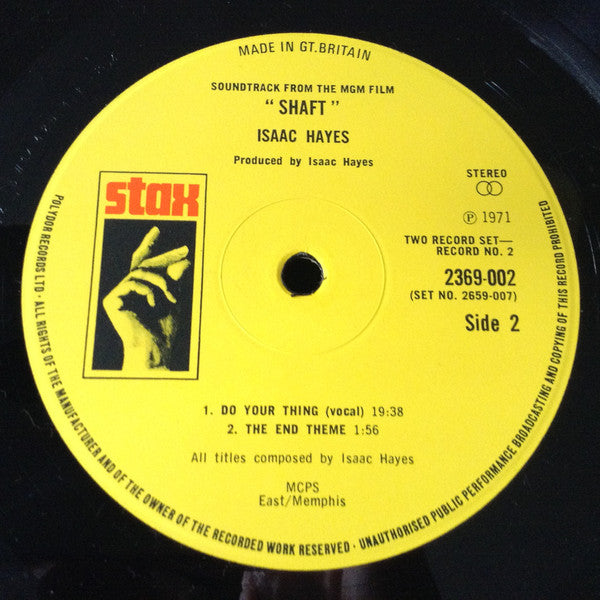 MADE IN GT.BRITAIN
SOUNDTRACK FROM THE MGM FILM
“SHAFT”
ISAAC HAYES
Produced by Isaac Hayes
stax
STEREO
Ⓟ 1971
TWO RECORD SET—
RECORD NO. 2
2369-002
(SET NO. 2659-007)
Side 2
1. DO YOUR THING (vocal) 19:38
2. THE END THEME 1:56
All titles composed by Isaac Hayes
MCPS
East/Memphis
POLYDOR RECORDS LTD · ALL RIGHTS OF THE MANUFACTURER AND OF THE OWNER OF THE RECORDED WORK RESERVED · UNAUTHORISED PUBLIC PERFORMANCE BROADCASTING AND COPYING OF THIS RECORD PROHIBITED